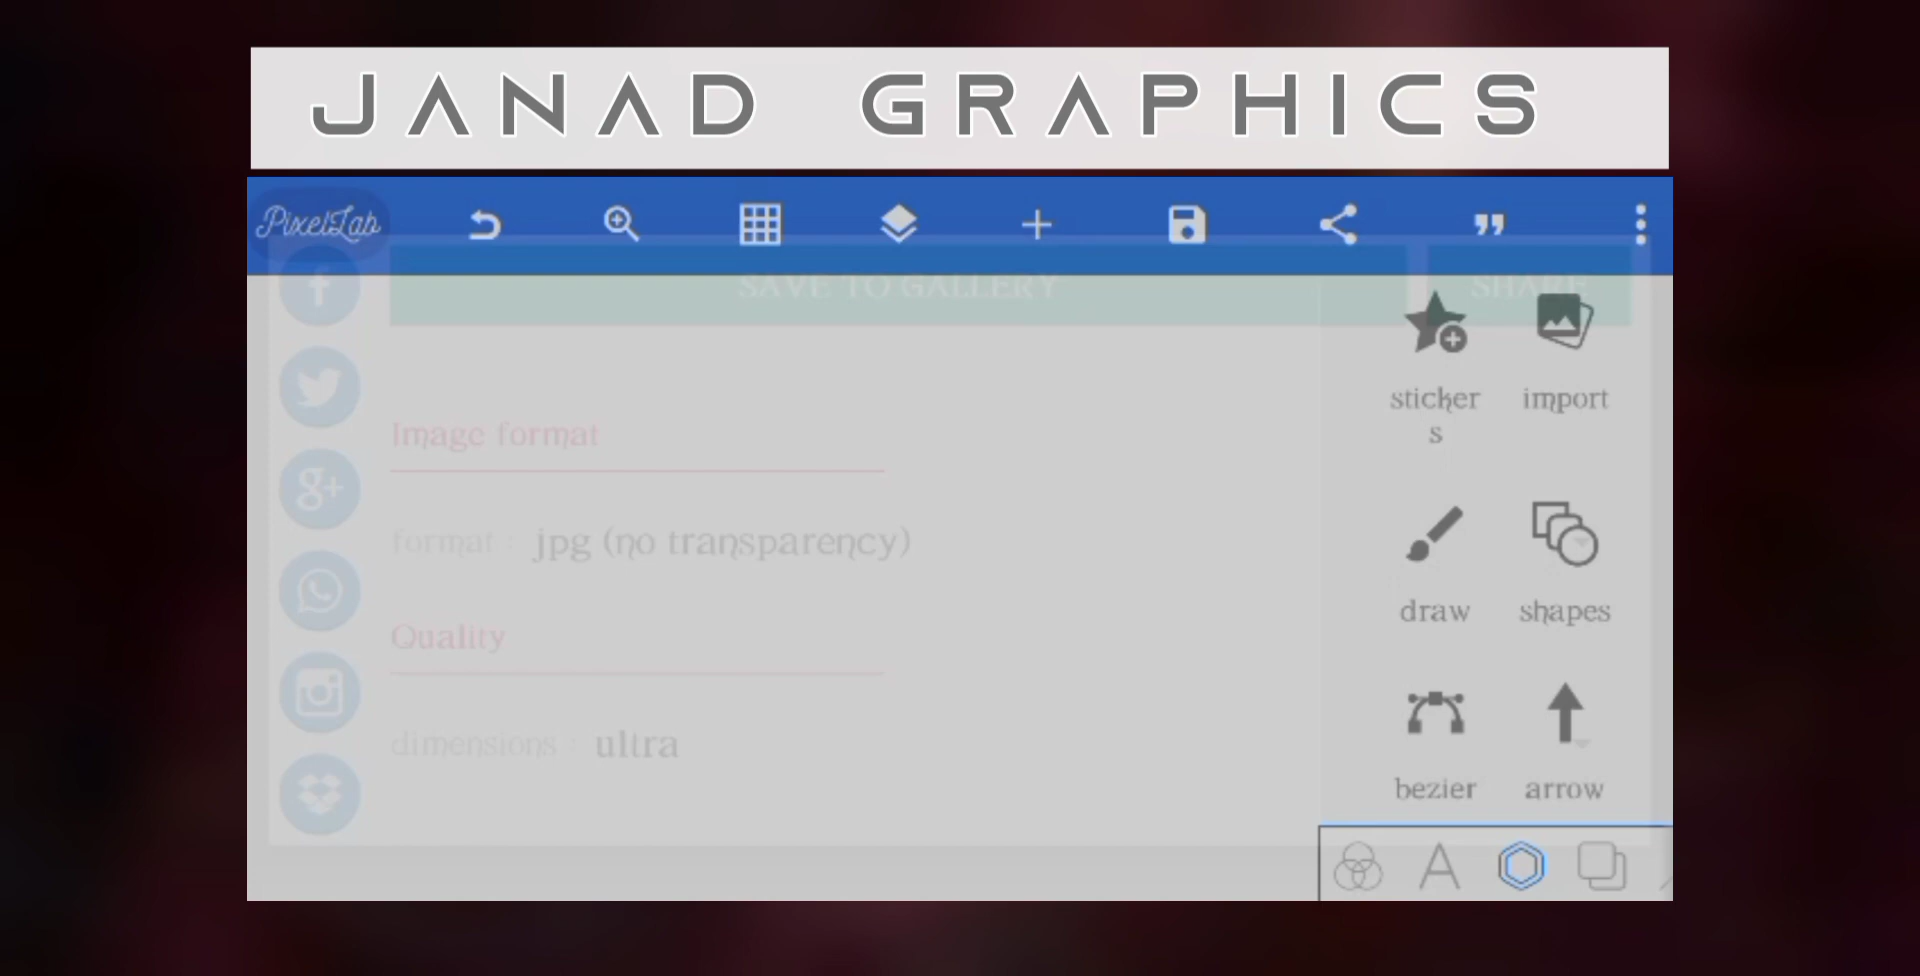 JANAD GRAPHICS
PixelLab
SAVE TO GALLERY
SHARE
stickers
import
Image format
format : jpg (no transparency)
draw
shapes
Quality
dimensions : ultra
bezier
arrow